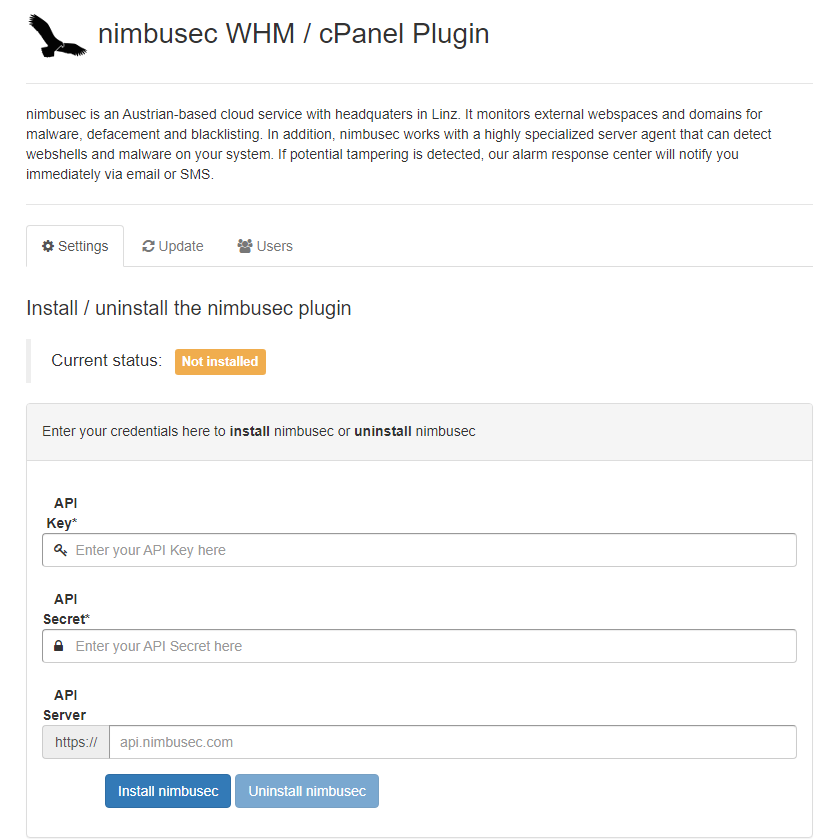 nimbusec WHM / cPanel Plugin
nimbusec is an Austrian-based cloud service with headquaters in Linz. It monitors external webspaces and domains for
malware, defacement and blacklisting. In addition, nimbusec works with a highly specialized server agent that can detect
webshells and malware on your system. If potential tampering is detected, our alarm response center will notify you
immediately via email or SMS.
Settings Update Users
Install / uninstall the nimbusec plugin
Current status: Not installed
Enter your credentials here to install nimbusec or uninstall nimbusec
API
Key*
Enter your API Key here
API
Secret*
Enter your API Secret here
API
Server
https:// api.nimbusec.com
Install nimbusec Uninstall nimbusec